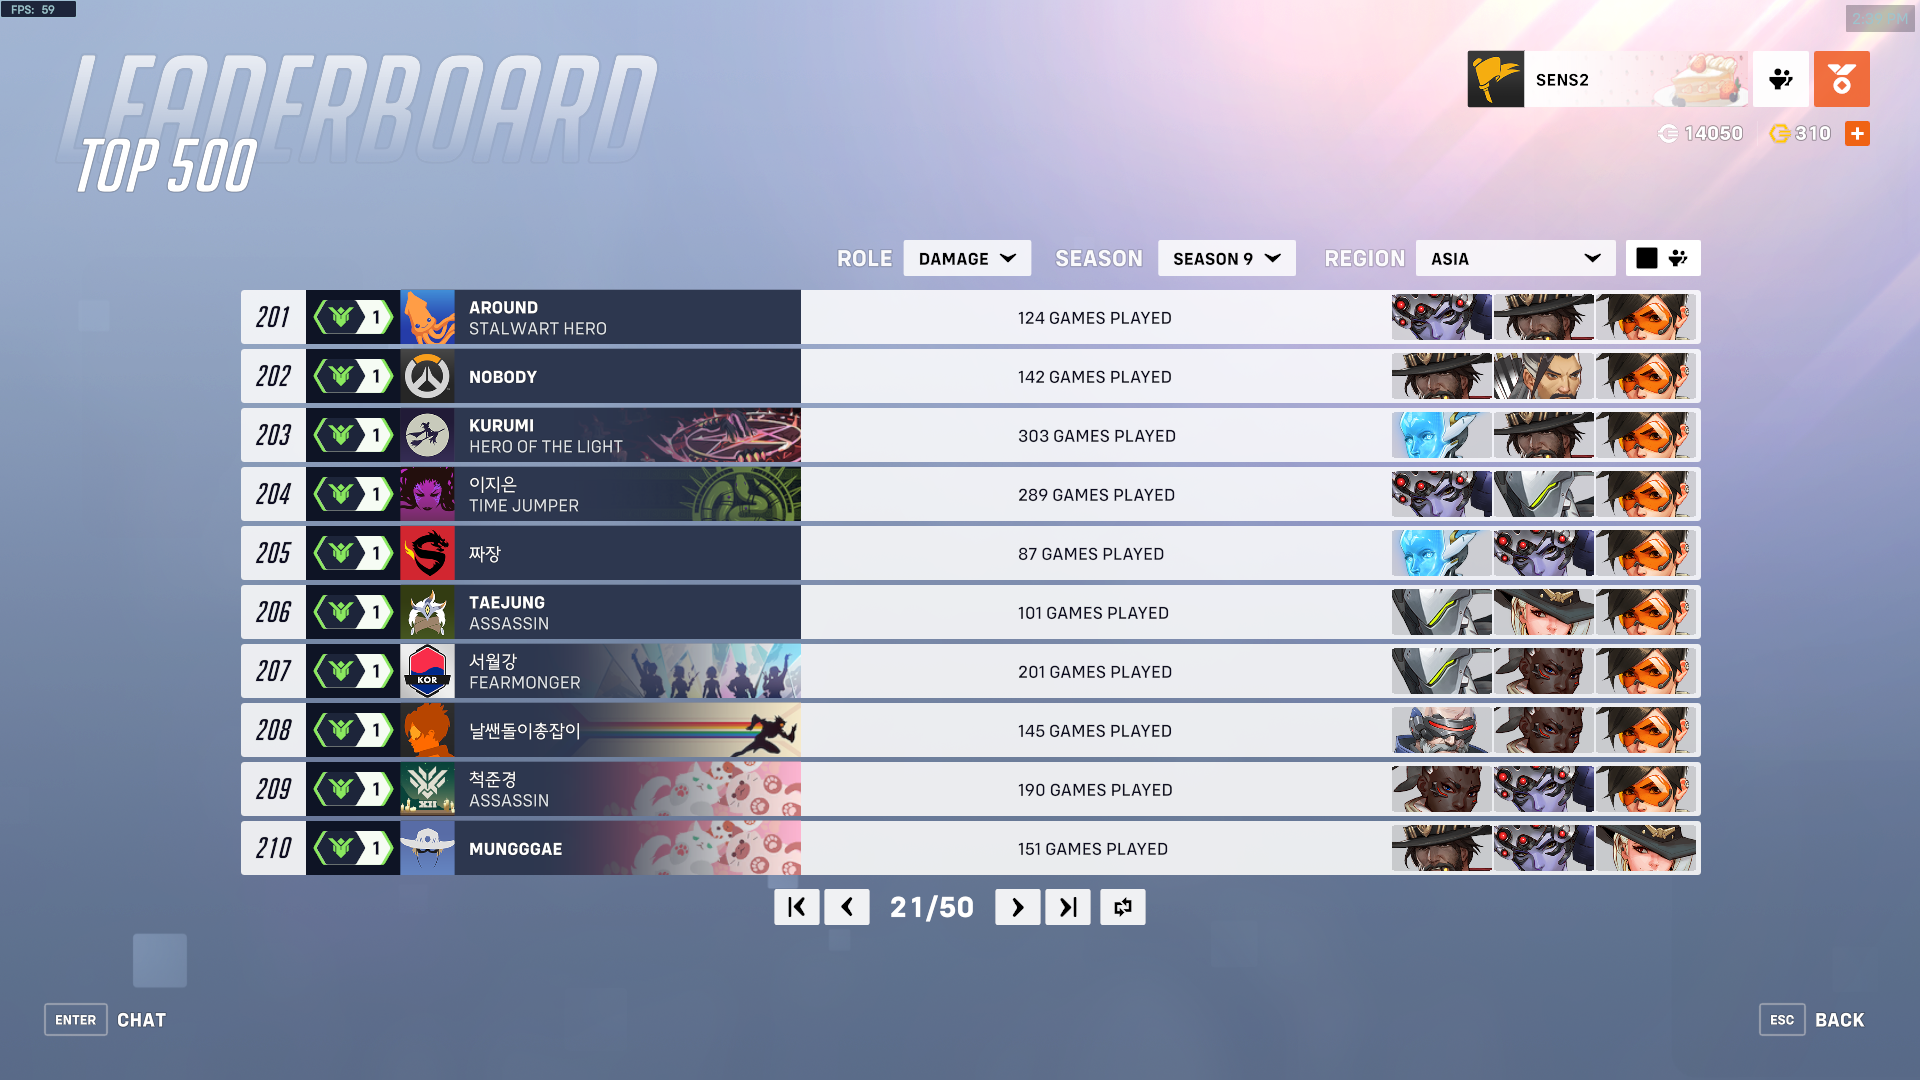 FPS: 59
LEADERBOARD
TOP 500
SENS2
14050
310
ROLE
DAMAGE
SEASON
SEASON 9
REGION
ASIA
201 1 AROUND 124 GAMES PLAYED
STALWART HERO
202 1 NOBODY 142 GAMES PLAYED
203 1 KURUMI 303 GAMES PLAYED
HERO OF THE LIGHT
204 1 이지은 289 GAMES PLAYED
TIME JUMPER
205 1 짜장 87 GAMES PLAYED
206 1 TAEJUNG 101 GAMES PLAYED
ASSASSIN
207 1 KOR 서월강 201 GAMES PLAYED
FEARMONGER
208 1 날쌘돌이총잡이 145 GAMES PLAYED
209 1 XII 척준경 190 GAMES PLAYED
ASSASSIN
210 1 MUNGGGAE 151 GAMES PLAYED
21/50
ENTER CHAT
ESC BACK